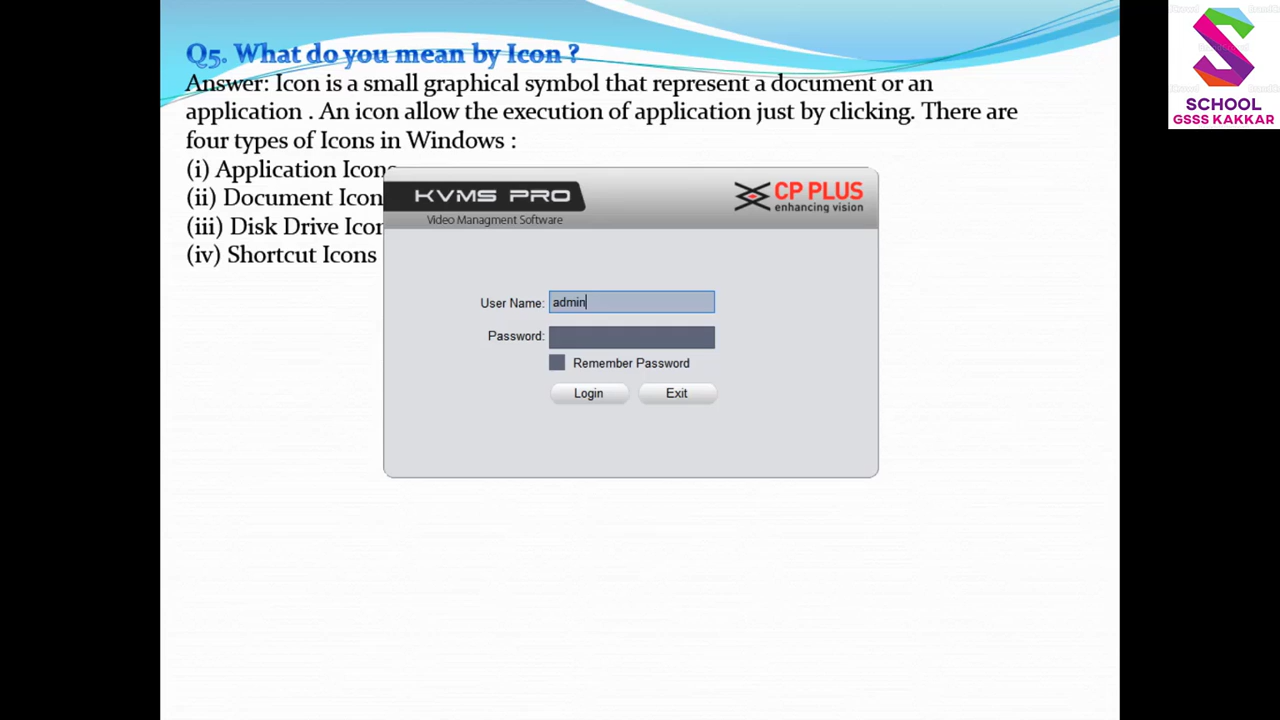 Q5. What do you mean by Icon ?
Answer: Icon is a small graphical symbol that represent a document or an
application . An icon allow the execution of application just by clicking. There are
four types of Icons in Windows :
(i) Application Icons
(ii) Document Icon
(iii) Disk Drive Icon
(iv) Shortcut Icons
KVMS PRO
Video Managment Software
CP PLUS
enhancing vision
User Name: admin
Password:
Remember Password
Login Exit
SCHOOL
GSSS KAKKAR